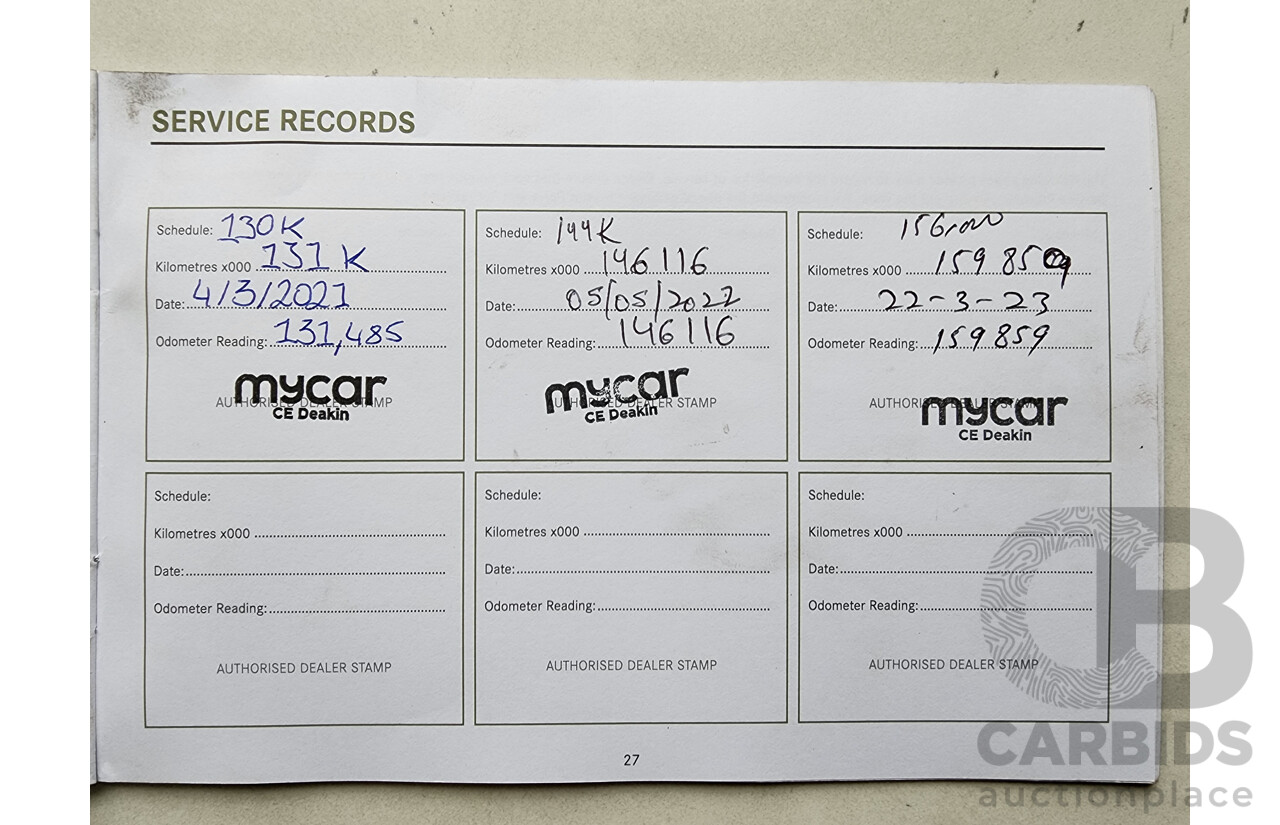 SERVICE RECORDS
Schedule: 130K
Kilometres x000 131 K
Date: 4/3/2021
Odometer Reading: 131,485
AUTHORISED DEALER STAMP
mycar
CE Deakin
Schedule: 144K
Kilometres x000 146116
Date: 05/05/2022
Odometer Reading: 146116
AUTHORISED DEALER STAMP
mycar
CE Deakin
Schedule:
Kilometres x000 159 859
Date: 22-3-23
Odometer Reading: 159859
AUTHORISED DEALER STAMP
mycar
CE Deakin
Schedule:
Kilometres x000
Date:
Odometer Reading:
AUTHORISED DEALER STAMP
Schedule:
Kilometres x000
Date:
Odometer Reading:
AUTHORISED DEALER STAMP
Schedule:
Kilometres x000
Date:
Odometer Reading:
AUTHORISED DEALER STAMP
27
CB
CARBIDS
auctionplace